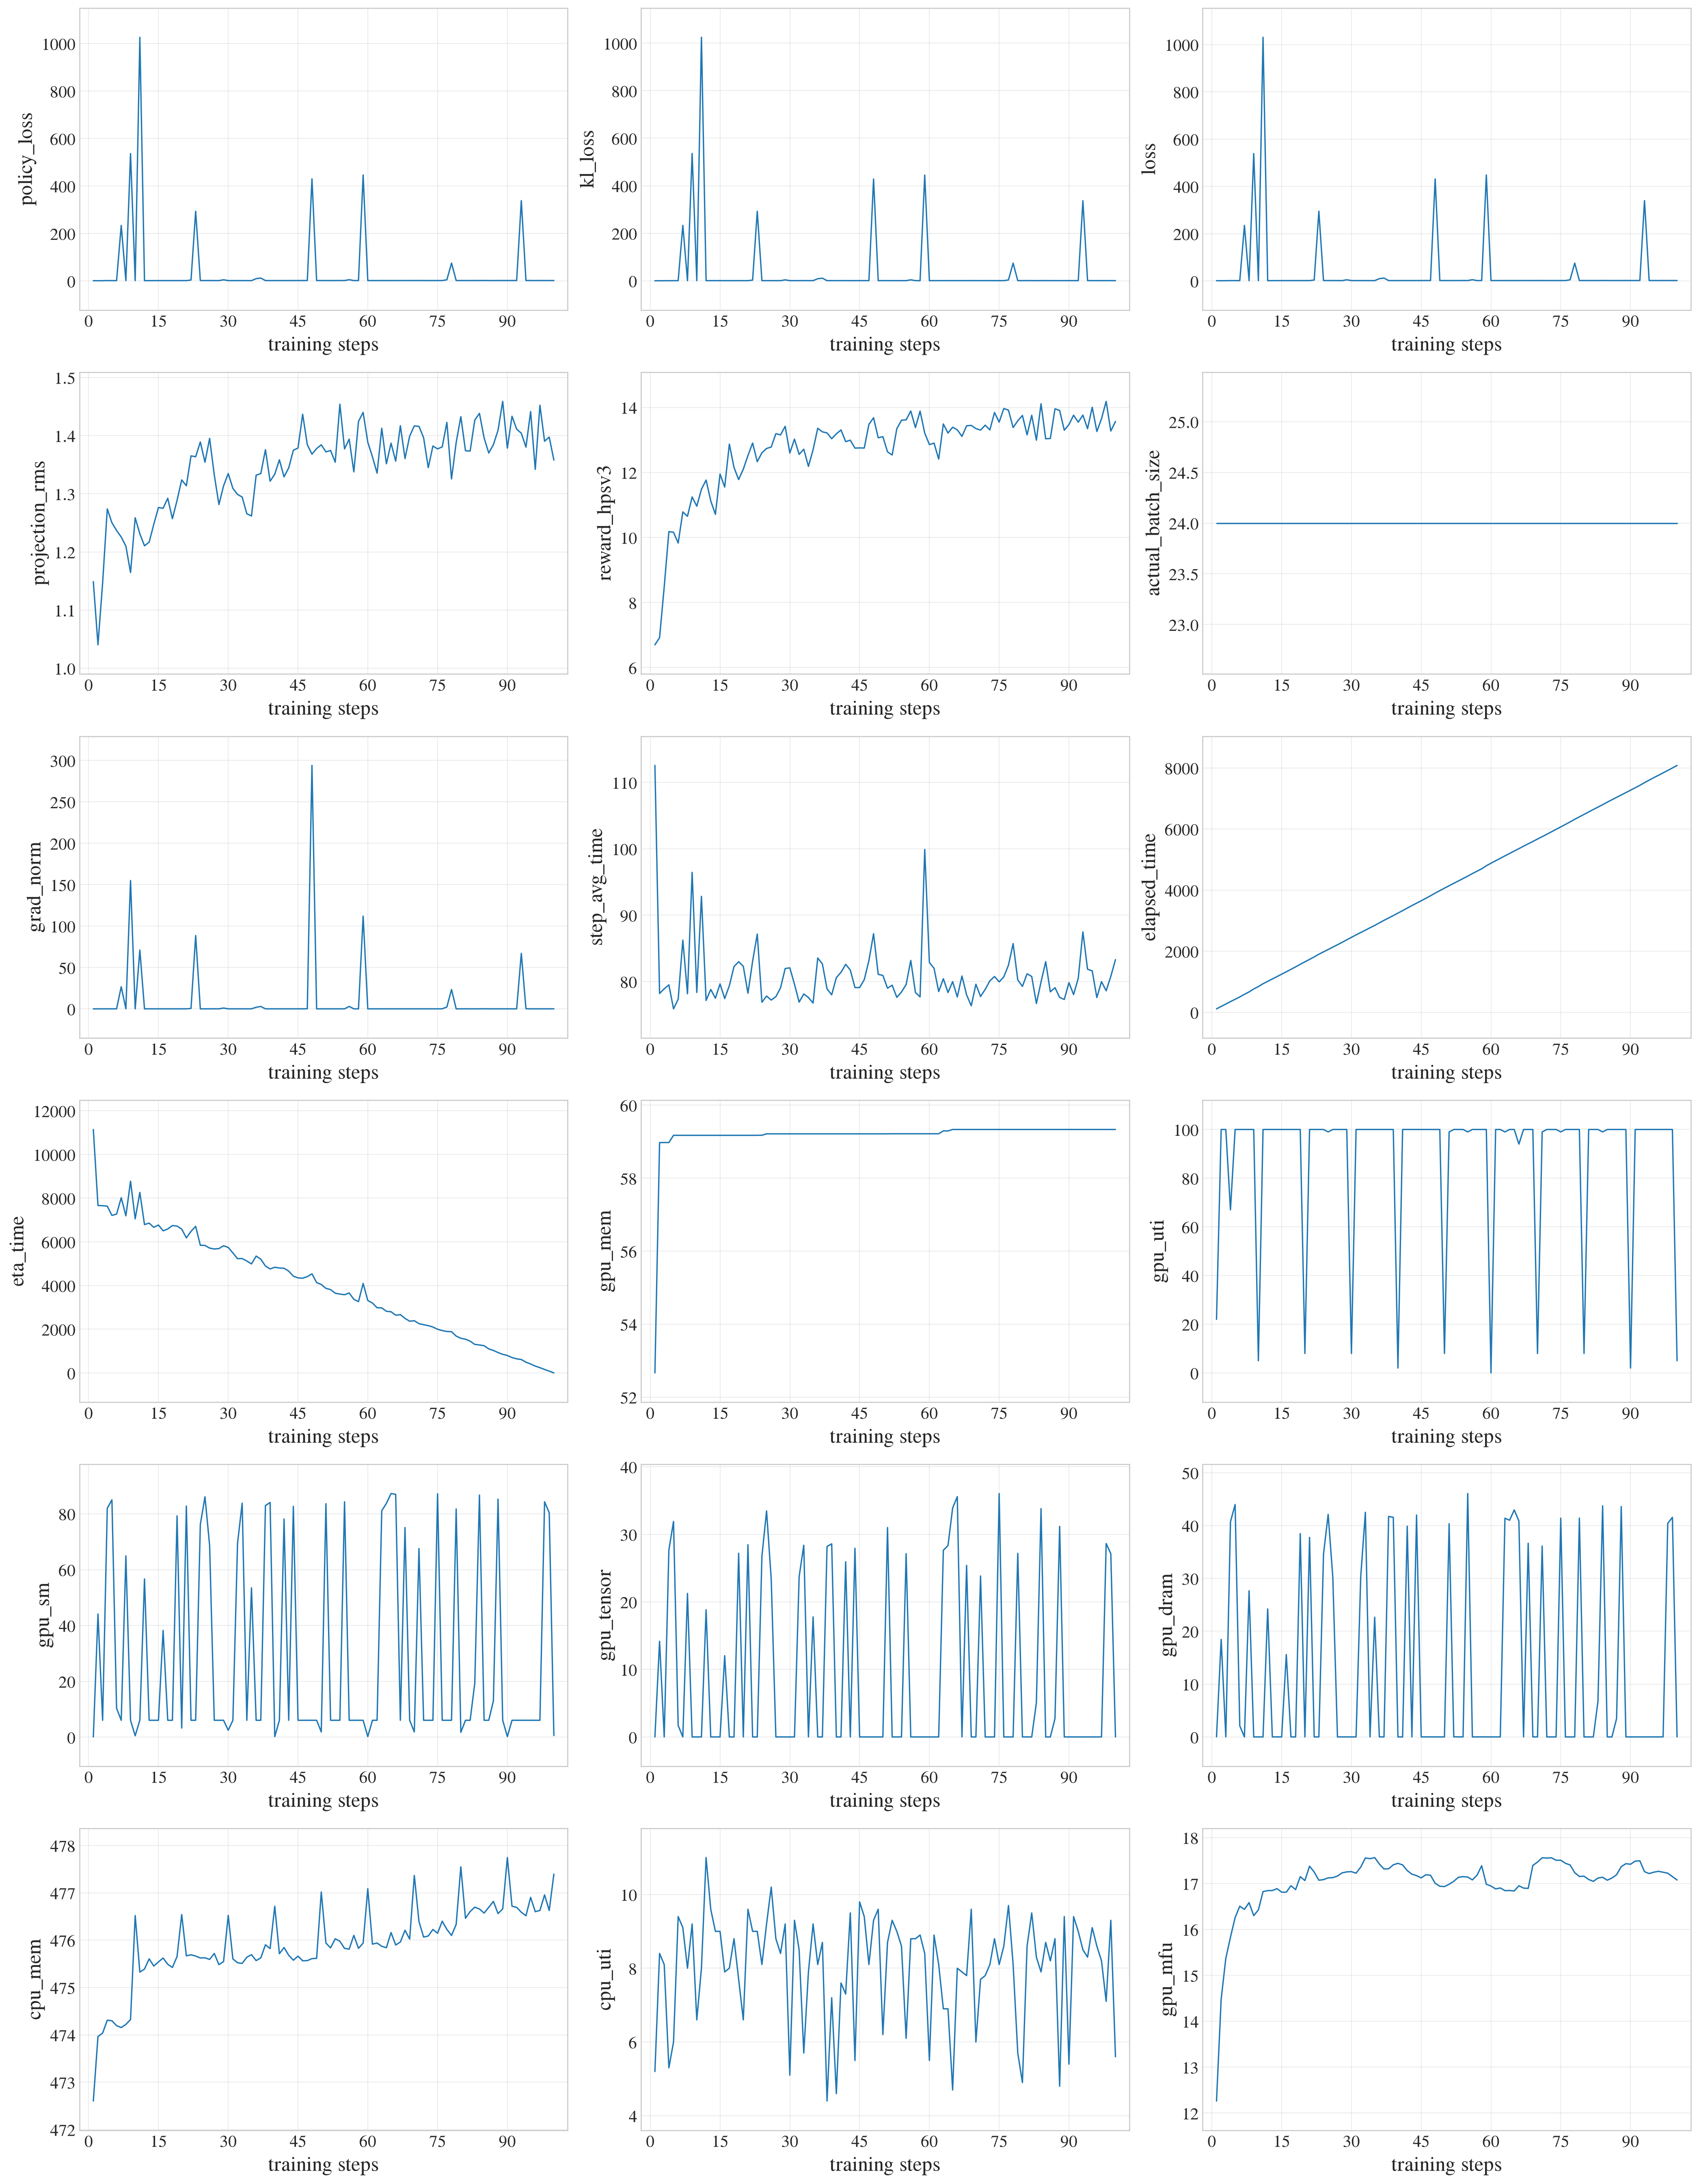 policy_loss
1000
800
600
400
200
0
0 15 30 45 60 75 90
training steps
kl_loss
1000
800
600
400
200
0
0 15 30 45 60 75 90
training steps
loss
1000
800
600
400
200
0
0 15 30 45 60 75 90
training steps
projection_rms
1.5
1.4
1.3
1.2
1.1
1.0
0 15 30 45 60 75 90
training steps
reward_hpsv3
14
12
10
8
6
0 15 30 45 60 75 90
training steps
actual_batch_size
25.0
24.5
24.0
23.5
23.0
0 15 30 45 60 75 90
training steps
grad_norm
300
250
200
150
100
50
0
0 15 30 45 60 75 90
training steps
step_avg_time
110
100
90
80
0 15 30 45 60 75 90
training steps
elapsed_time
8000
6000
4000
2000
0
0 15 30 45 60 75 90
training steps
eta_time
12000
10000
8000
6000
4000
2000
0
0 15 30 45 60 75 90
training steps
gpu_mem
60
58
56
54
52
0 15 30 45 60 75 90
training steps
gpu_uti
100
80
60
40
20
0
0 15 30 45 60 75 90
training steps
gpu_sm
80
60
40
20
0
0 15 30 45 60 75 90
training steps
gpu_tensor
40
30
20
10
0
0 15 30 45 60 75 90
training steps
gpu_dram
50
40
30
20
10
0
0 15 30 45 60 75 90
training steps
cpu_mem
478
477
476
475
474
473
472
0 15 30 45 60 75 90
training steps
cpu_uti
10
8
6
4
0 15 30 45 60 75 90
training steps
gpu_mfu
18
17
16
15
14
13
12
0 15 30 45 60 75 90
training steps